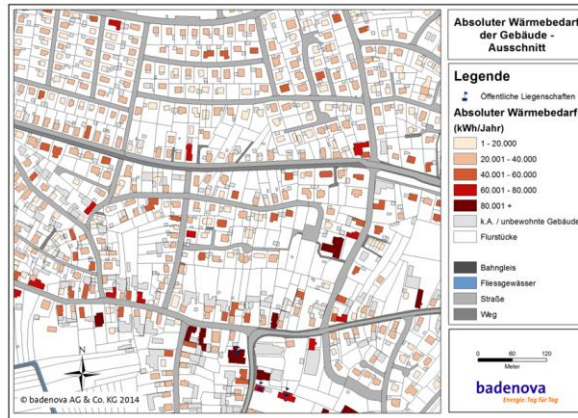 Absoluter Wärmebedarf
der Gebäude -
Ausschnitt
Legende
Öffentliche Liegenschaften
Absoluter Wärmebedarf
(kWh/Jahr)
1 - 20.000
20.001 - 40.000
40.001 - 60.000
60.001 - 80.000
80.001 +
k.A. / unbewohnte Gebäude
Flurstücke
Bahngleis
Fliessgewässer
Straße
Weg
0 60 120
Meter
badenova
Energie. Tag für Tag
N
© badenova AG & Co. KG 2014